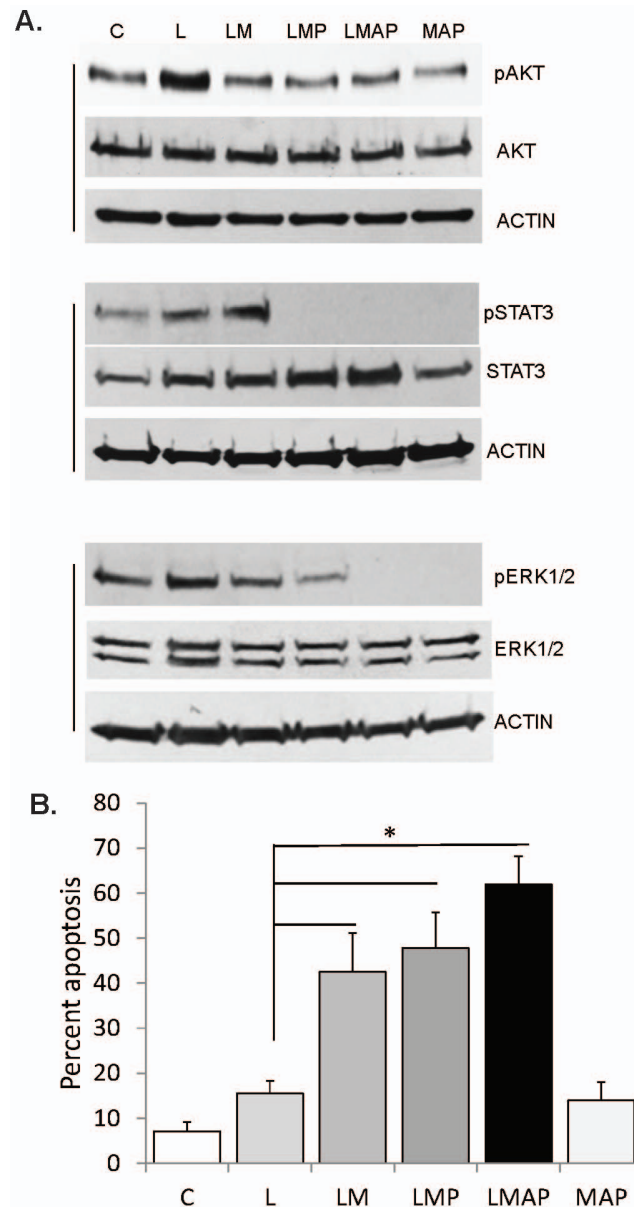 A.
C L LM LMP LMAP MAP
pAKT
AKT
ACTIN
pSTAT3
STAT3
ACTIN
pERK1/2
ERK1/2
ACTIN
B.
80
70
60
50
40
30
20
10
0
Percent apoptosis
*
C L LM LMP LMAP MAP